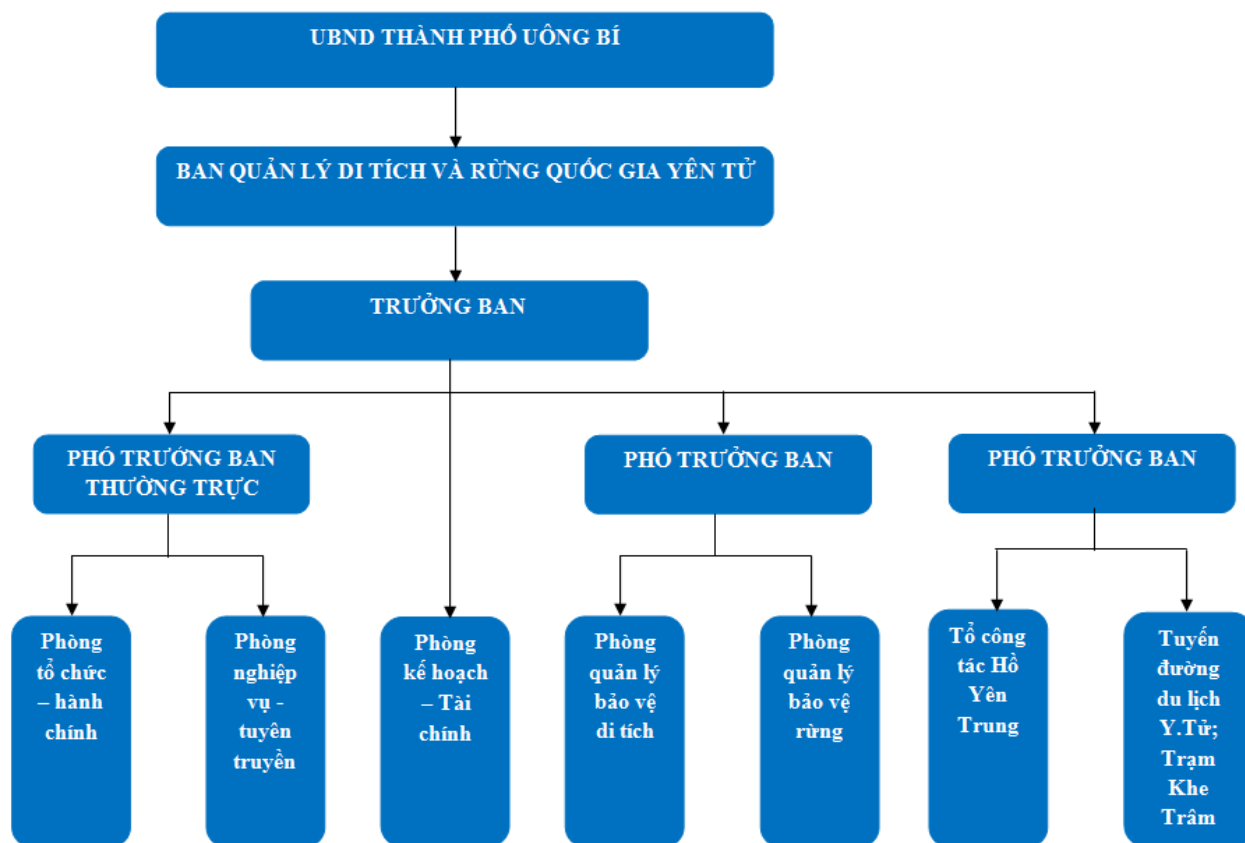 UBND THÀNH PHỐ UÔNG BÍ
BAN QUẢN LÝ DI TÍCH VÀ RỪNG QUỐC GIA YÊN TỬ
TRƯỞNG BAN
PHÓ TRƯỚNG BAN
THƯỜNG TRỰC
PHÓ TRƯỞNG BAN
PHÓ TRƯỞNG BAN
Phòng
tổ chức
– hành
chính
Phòng
nghiệp
vụ -
tuyên
truyền
Phòng
kế hoạch
– Tài
chính
Phòng
quản lý
bảo vệ
di tích
Phòng
quản lý
bảo vệ
rừng
Tổ công
tác Hồ
Yên
Trung
Tuyến
đường
du lịch
Y.Tử;
Trạm
Khe
Trâm